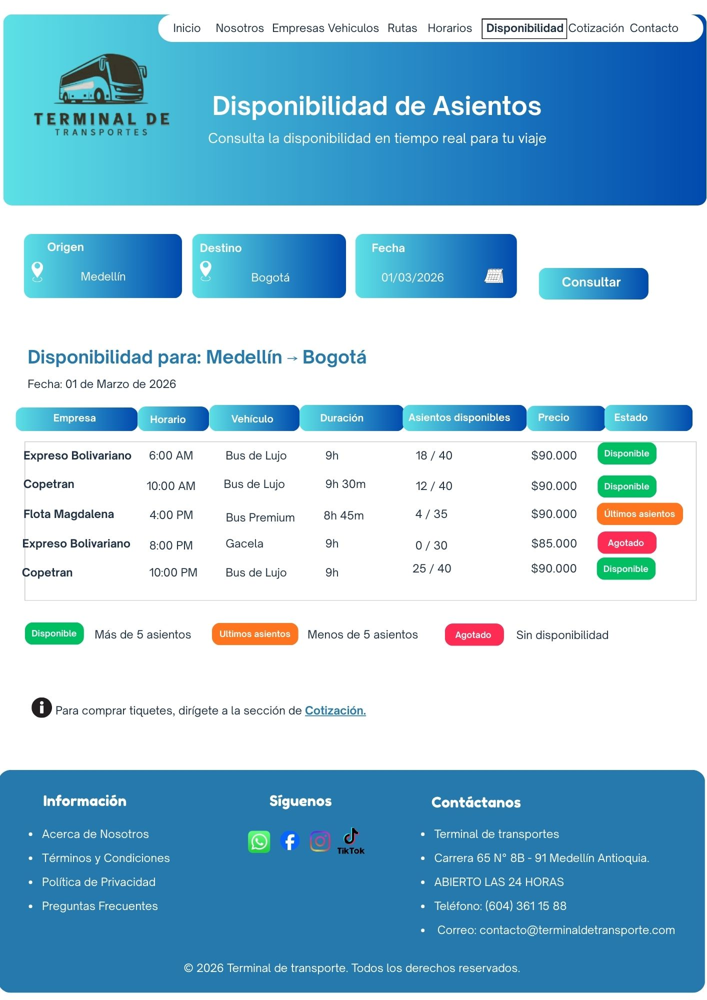 Inicio Nosotros Empresas Vehiculos Rutas Horarios Disponibilidad Cotización Contacto
TERMINAL DE
TRANSPORTES
Disponibilidad de Asientos
Consulta la disponibilidad en tiempo real para tu viaje
Origen
Medellín
Destino
Bogotá
Fecha
01/03/2026
Consultar
Disponibilidad para: Medellín → Bogotá
Fecha: 01 de Marzo de 2026
Empresa Horario Vehículo Duración Asientos disponibles Precio Estado
Expreso Bolivariano 6:00 AM Bus de Lujo 9h 18 / 40 $90.000 Disponible
Copetran 10:00 AM Bus de Lujo 9h 30m 12 / 40 $90.000 Disponible
Flota Magdalena 4:00 PM Bus Premium 8h 45m 4 / 35 $90.000 Últimos asientos
Expreso Bolivariano 8:00 PM Gacela 9h 0 / 30 $85.000 Agotado
Copetran 10:00 PM Bus de Lujo 9h 25 / 40 $90.000 Disponible
Disponible Más de 5 asientos Ultimos asientos Menos de 5 asientos Agotado Sin disponibilidad
i Para comprar tiquetes, dirígete a la sección de Cotización.
Información
• Acerca de Nosotros
• Términos y Condiciones
• Política de Privacidad
• Preguntas Frecuentes
Síguenos
TikTok
Contáctanos
• Terminal de transportes
• Carrera 65 N° 8B - 91 Medellín Antioquia.
• ABIERTO LAS 24 HORAS
• Teléfono: (604) 361 15 88
• Correo: contacto@terminaldetransporte.com
© 2026 Terminal de transporte. Todos los derechos reservados.